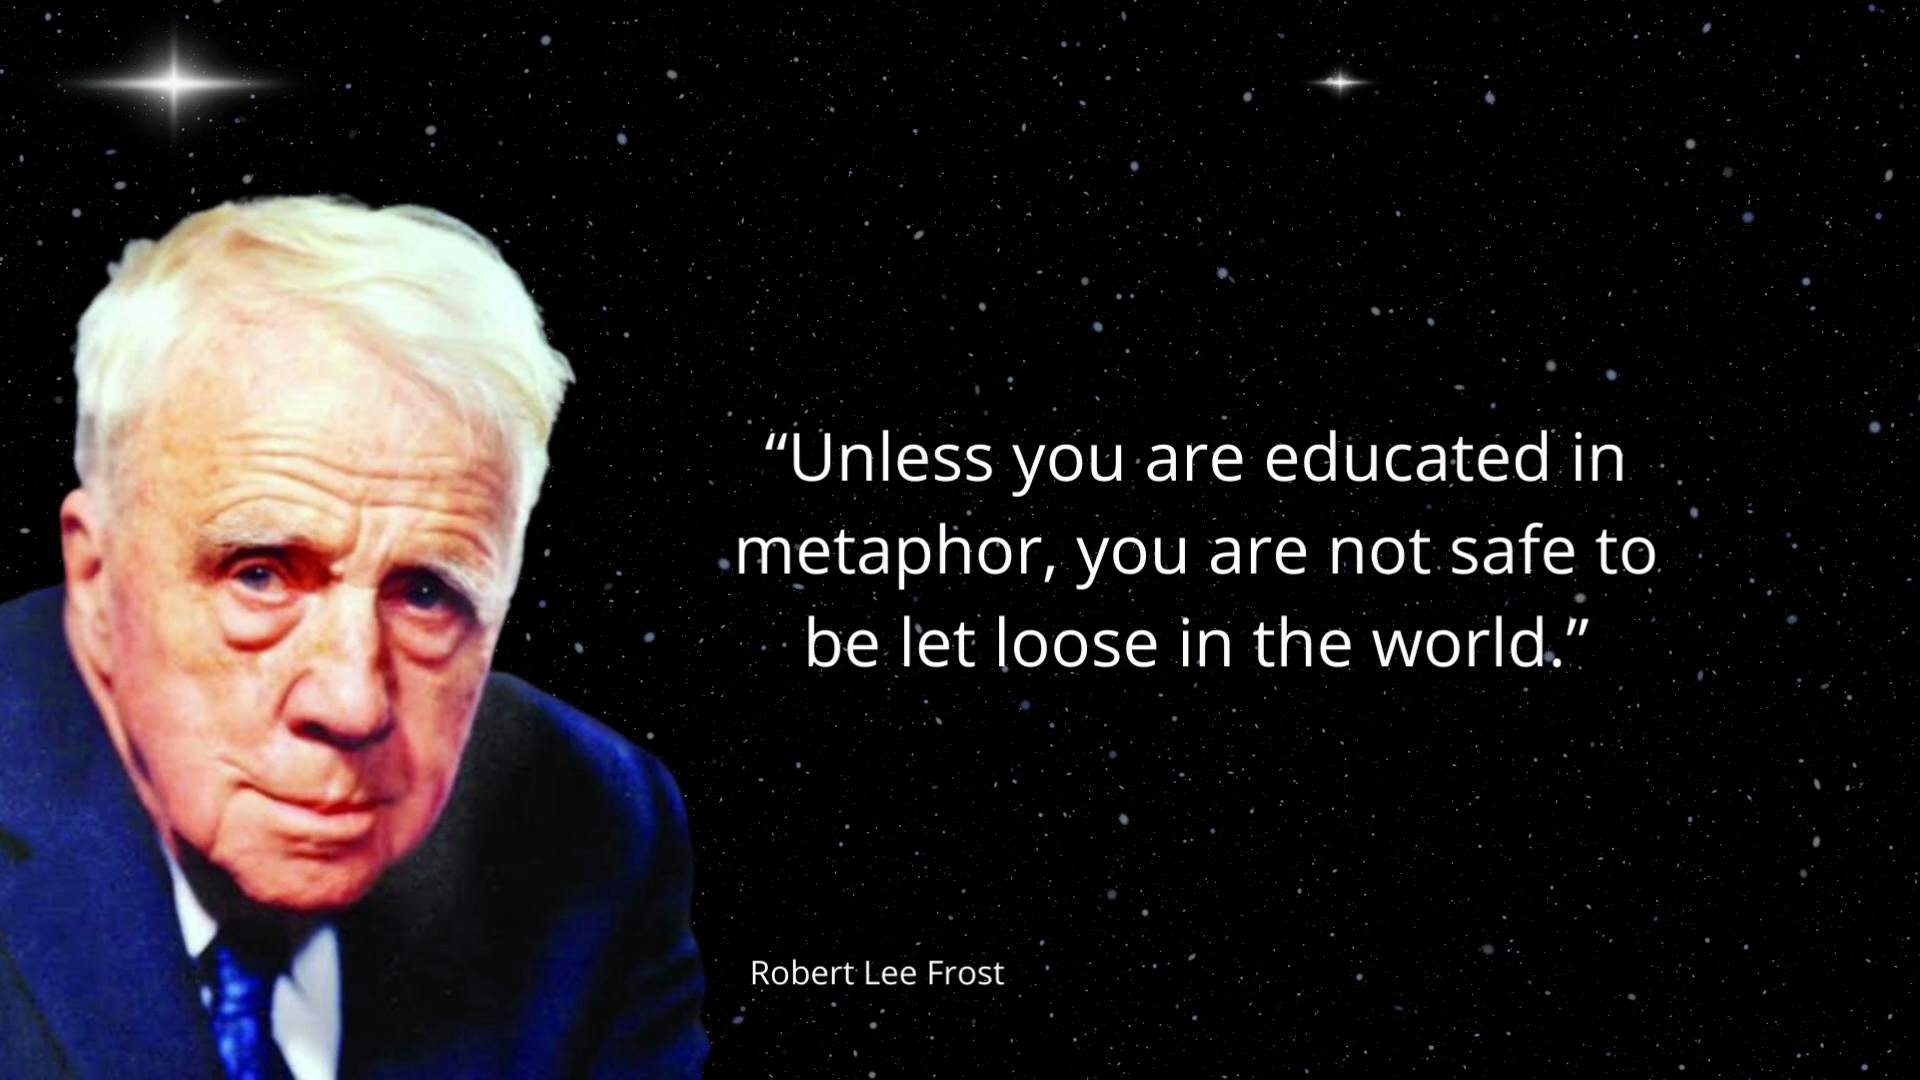 “Unless you are educated in
metaphor, you are not safe to
be let loose in the world.”
Robert Lee Frost